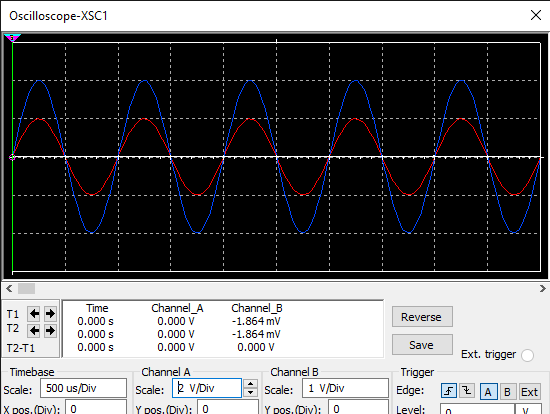 Oscilloscope-XSC1
Time Channel_A Channel_B
T1 0.000 s 0.000 V -1.864 mV
T2 0.000 s 0.000 V -1.864 mV
T2-T1 0.000 s 0.000 V 0.000 V
Reverse
Save
Ext. trigger
Timebase Channel A Channel B Trigger
Scale: 500 us/Div Scale: 2 V/Div Scale: 1 V/Div Edge: A B Ext
X pos.(Div): 0 Y pos.(Div): 0 Y pos.(Div): 0 Level: 0 V